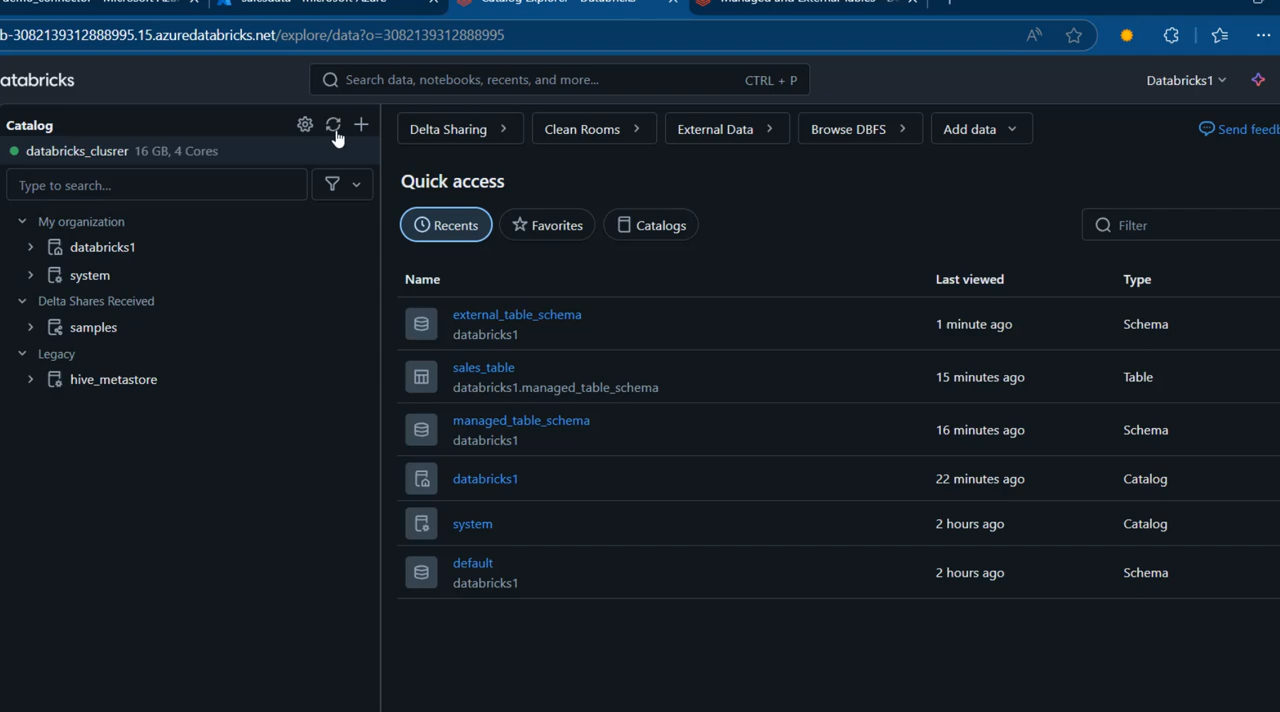 b-3082139312888995.15.azuredatabricks.net/explore/data?o=3082139312888995
atabricks
Search data, notebooks, recents, and more...
CTRL + P
Databricks1
Catalog
databricks_clusrer 16 GB, 4 Cores
Type to search...
My organization
databricks1
system
Delta Shares Received
samples
Legacy
hive_metastore
Delta Sharing
Clean Rooms
External Data
Browse DBFS
Add data
Send feedb
Quick access
Recents
Favorites
Catalogs
Filter
Name Last viewed Type
external_table_schema 1 minute ago Schema
databricks1
sales_table 15 minutes ago Table
databricks1.managed_table_schema
managed_table_schema 16 minutes ago Schema
databricks1
databricks1 22 minutes ago Catalog
system 2 hours ago Catalog
default 2 hours ago Schema
databricks1